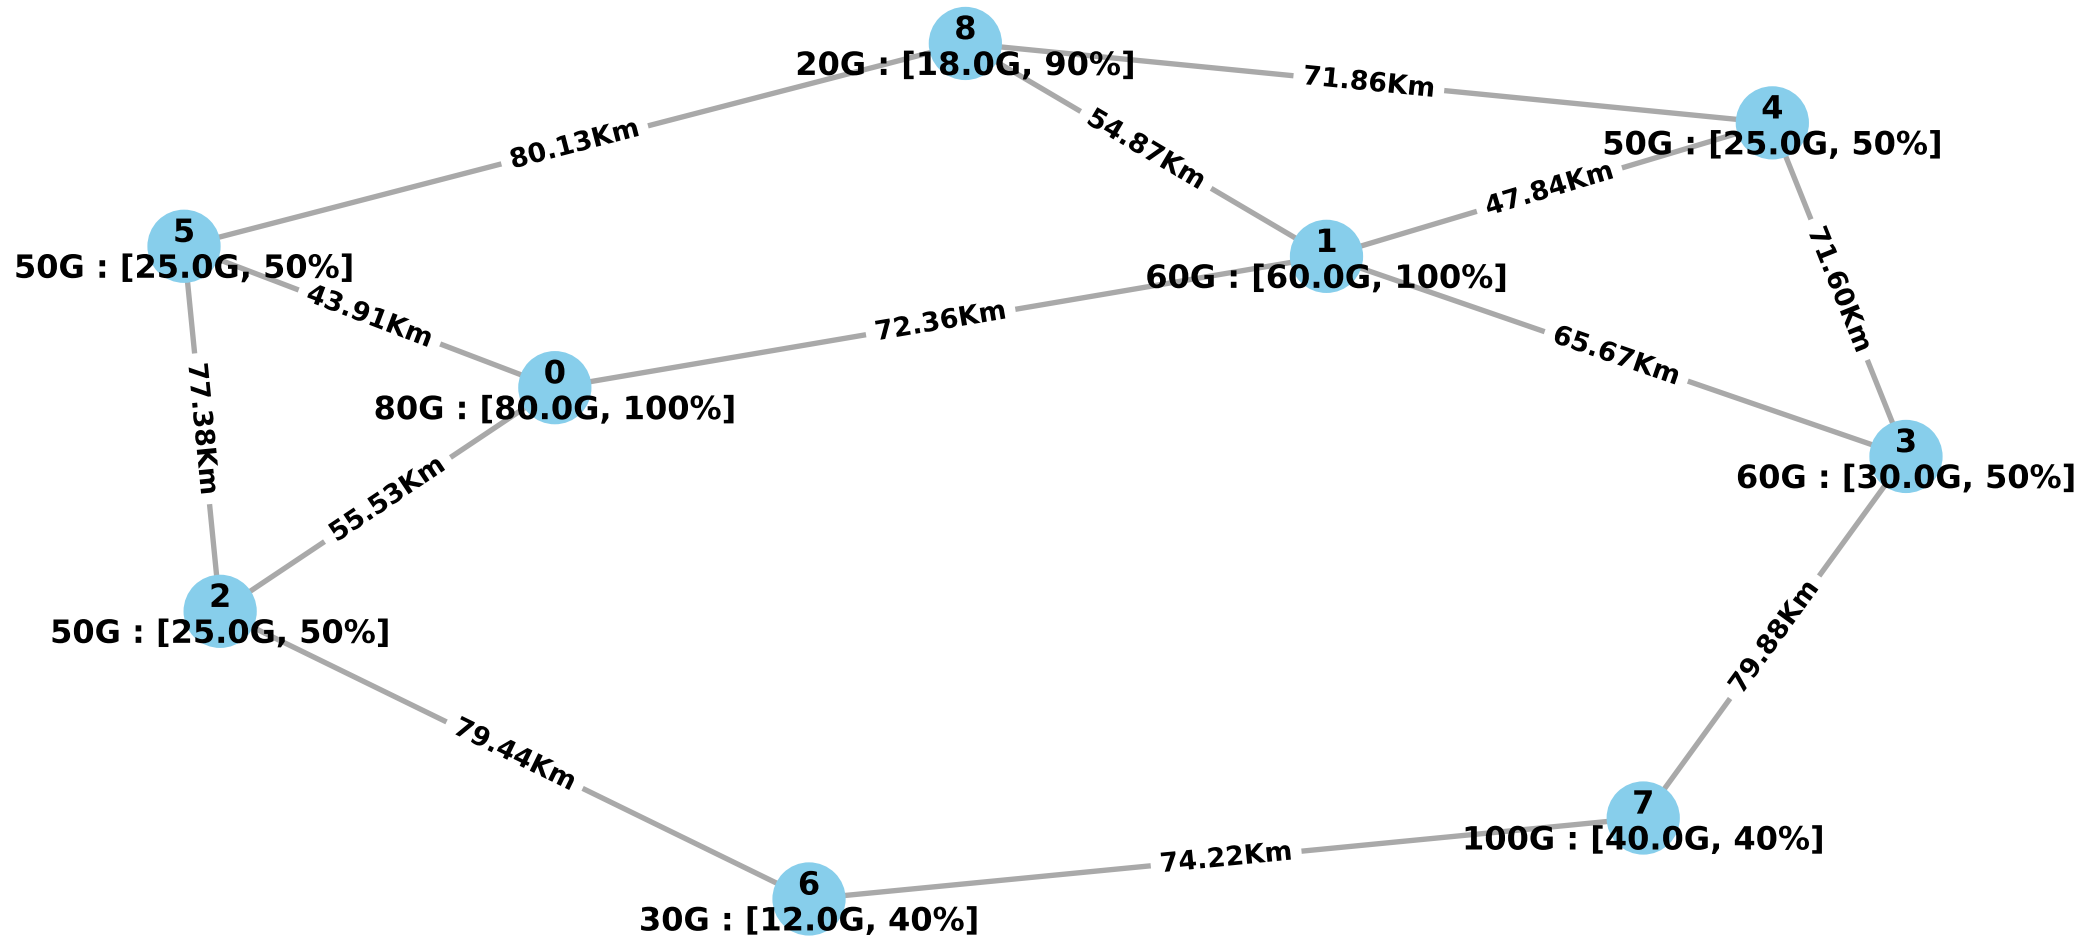 8
20G : [18.0G, 90%]
71.86Km
4
50G : [25.0G, 50%]
80.13Km
54.87Km
47.84Km
5
50G : [25.0G, 50%]
1
60G : [60.0G, 100%]
71.60Km
43.91Km
72.36Km
65.67Km
0
80G : [80.0G, 100%]
77.38Km
3
60G : [30.0G, 50%]
55.53Km
2
50G : [25.0G, 50%]
79.88Km
79.44Km
7
100G : [40.0G, 40%]
74.22Km
6
30G : [12.0G, 40%]